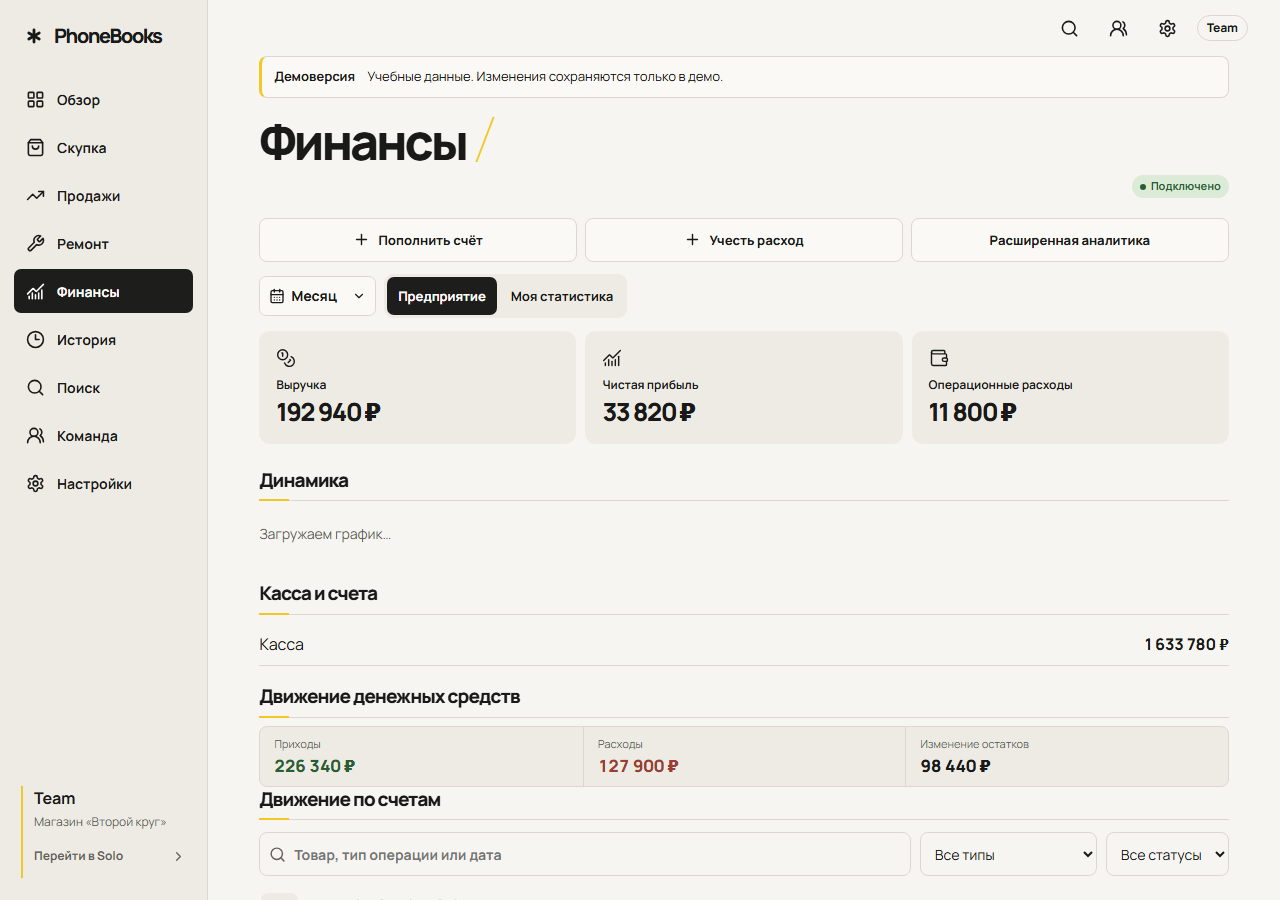 PhoneBooks
Обзор
Скупка
Продажи
Ремонт
Финансы
История
Поиск
Команда
Настройки
Team
Магазин «Второй круг»
Перейти в Solo
Team
Демоверсия Учебные данные. Изменения сохраняются только в демо.
Финансы
Подключено
Пополнить счёт
Учесть расход
Расширенная аналитика
Месяц
Предприятие
Моя статистика
Выручка
192 940 ₽
Чистая прибыль
33 820 ₽
Операционные расходы
11 800 ₽
Динамика
Загружаем график...
Касса и счета
Касса 1 633 780 ₽
Движение денежных средств
Приходы
226 340 ₽
Расходы
127 900 ₽
Изменение остатков
98 440 ₽
Движение по счетам
Товар, тип операции или дата
Все типы
Все статусы